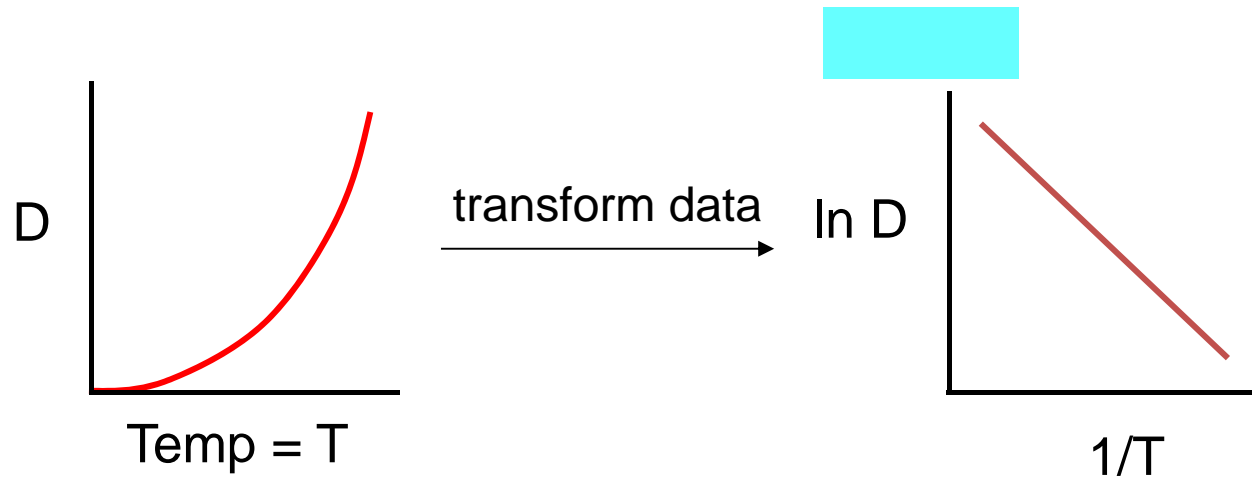 D
Temp = T
transform data
ln D
1/T